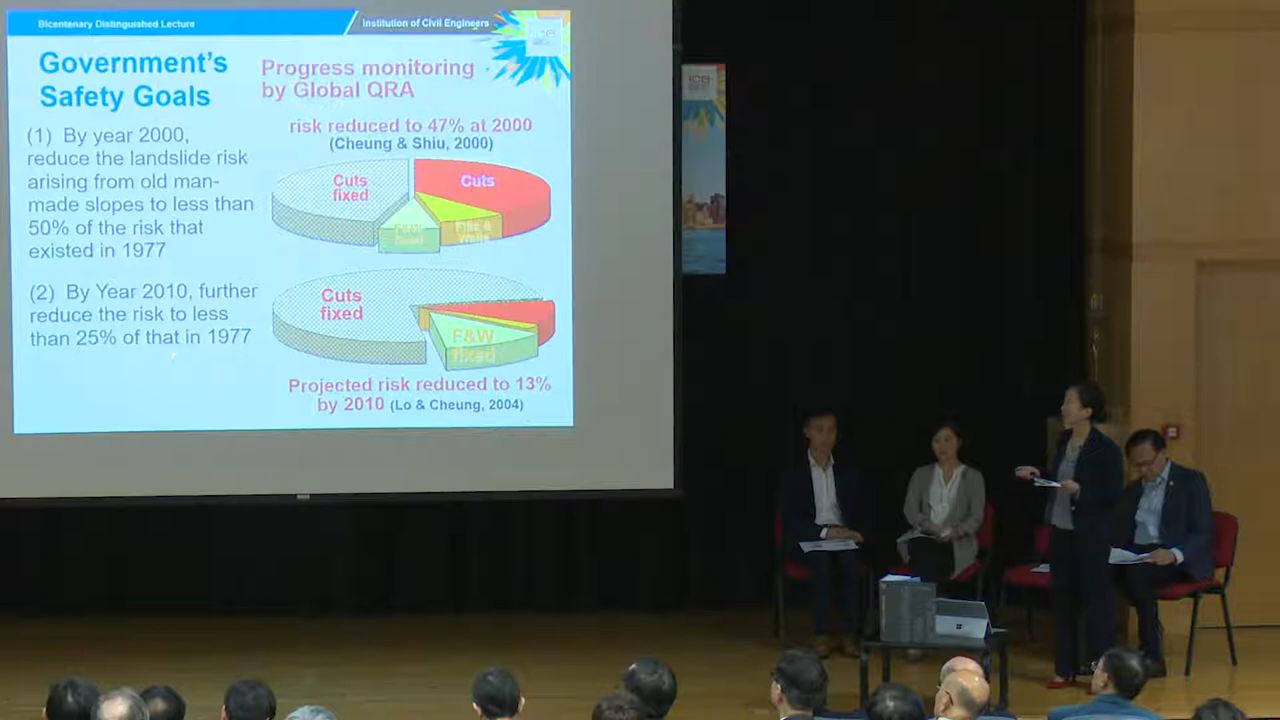 Bicentenary Distinguished Lecture
Institution of Civil Engineers
Government's
Safety Goals
(1) By year 2000,
reduce the landslide risk
arising from old man-
made slopes to less than
50% of the risk that
existed in 1977
(2) By Year 2010, further
reduce the risk to less
than 25% of that in 1977
Progress monitoring
by Global QRA
risk reduced to 47% at 2000
(Cheung & Shiu, 2000)
Cuts
fixed
Cuts
Fills &
Walls
Cuts
fixed
F&W
fixed
Projected risk reduced to 13%
by 2010 (Lo & Cheung, 2004)
ICE